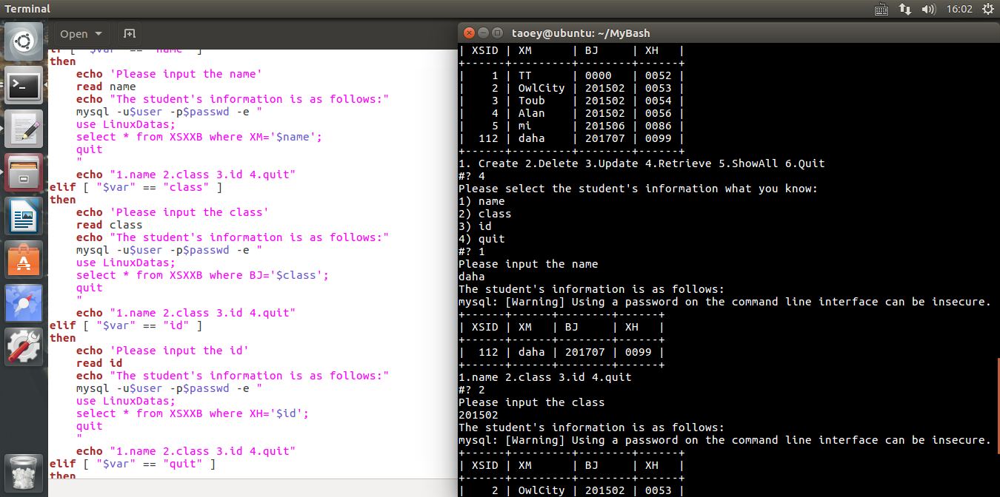 Terminal
16:02
Open
taoey@ubuntu: ~/MyBash
if [ "$var" == "name" ]
then
    echo 'Please input the name'
    read name
    echo "The student's information is as follows:"
    mysql -u$user -p$passwd -e "
    use LinuxDatas;
    select * from XSXXB where XM='$name';
    quit
    "
    echo "1.name 2.class 3.id 4.quit"
elif [ "$var" == "class" ]
then
    echo 'Please input the class'
    read class
    echo "The student's information is as follows:"
    mysql -u$user -p$passwd -e "
    use LinuxDatas;
    select * from XSXXB where BJ='$class';
    quit
    "
    echo "1.name 2.class 3.id 4.quit"
elif [ "$var" == "id" ]
then
    echo 'Please input the id'
    read id
    echo "The student's information is as follows:"
    mysql -u$user -p$passwd -e "
    use LinuxDatas;
    select * from XSXXB where XH='$id';
    quit
    "
    echo "1.name 2.class 3.id 4.quit"
elif [ "$var" == "quit" ]
then
| XSID | XM      | BJ     | XH   |
+------+---------+--------+------+
|    1 | TT      | 0000   | 0052 |
|    2 | OwlCity | 201502 | 0053 |
|    3 | Toub    | 201502 | 0054 |
|    4 | Alan    | 201502 | 0056 |
|    5 | mi      | 201506 | 0086 |
|  112 | daha    | 201707 | 0099 |
+------+---------+--------+------+
1. Create 2.Delete 3.Update 4.Retrieve 5.ShowAll 6.Quit
#? 4
Please select the student's information what you know:
1) name
2) class
3) id
4) quit
#? 1
Please input the name
daha
The student's information is as follows:
mysql: [Warning] Using a password on the command line interface can be insecure.
+------+------+--------+------+
| XSID | XM   | BJ     | XH   |
+------+------+--------+------+
|  112 | daha | 201707 | 0099 |
+------+------+--------+------+
1.name 2.class 3.id 4.quit
#? 2
Please input the class
201502
The student's information is as follows:
mysql: [Warning] Using a password on the command line interface can be insecure.
+------+---------+--------+------+
| XSID | XM      | BJ     | XH   |
+------+---------+--------+------+
|    2 | OwlCity | 201502 | 0053 |